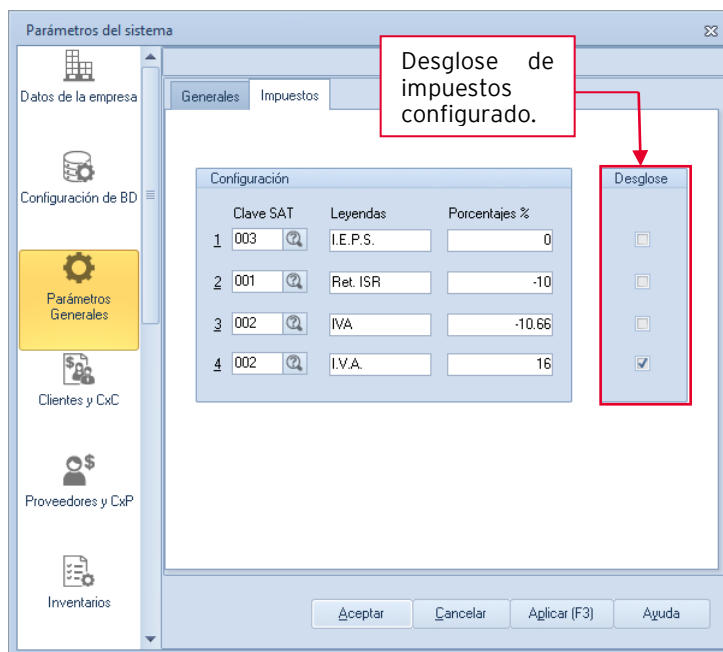 Parámetros del sistema
Datos de la empresa
Configuración de BD
Parámetros
Generales
Clientes y CxC
Proveedores y CxP
Inventarios
Generales Impuestos
Desglose de
impuestos
configurado.
Configuración Desglose
Clave SAT Leyendas Porcentajes %
1 003 I.E.P.S. 0
2 001 Ret. ISR -10
3 002 IVA -10.66
4 002 I.V.A. 16
Aceptar Cancelar Aplicar (F3) Ayuda